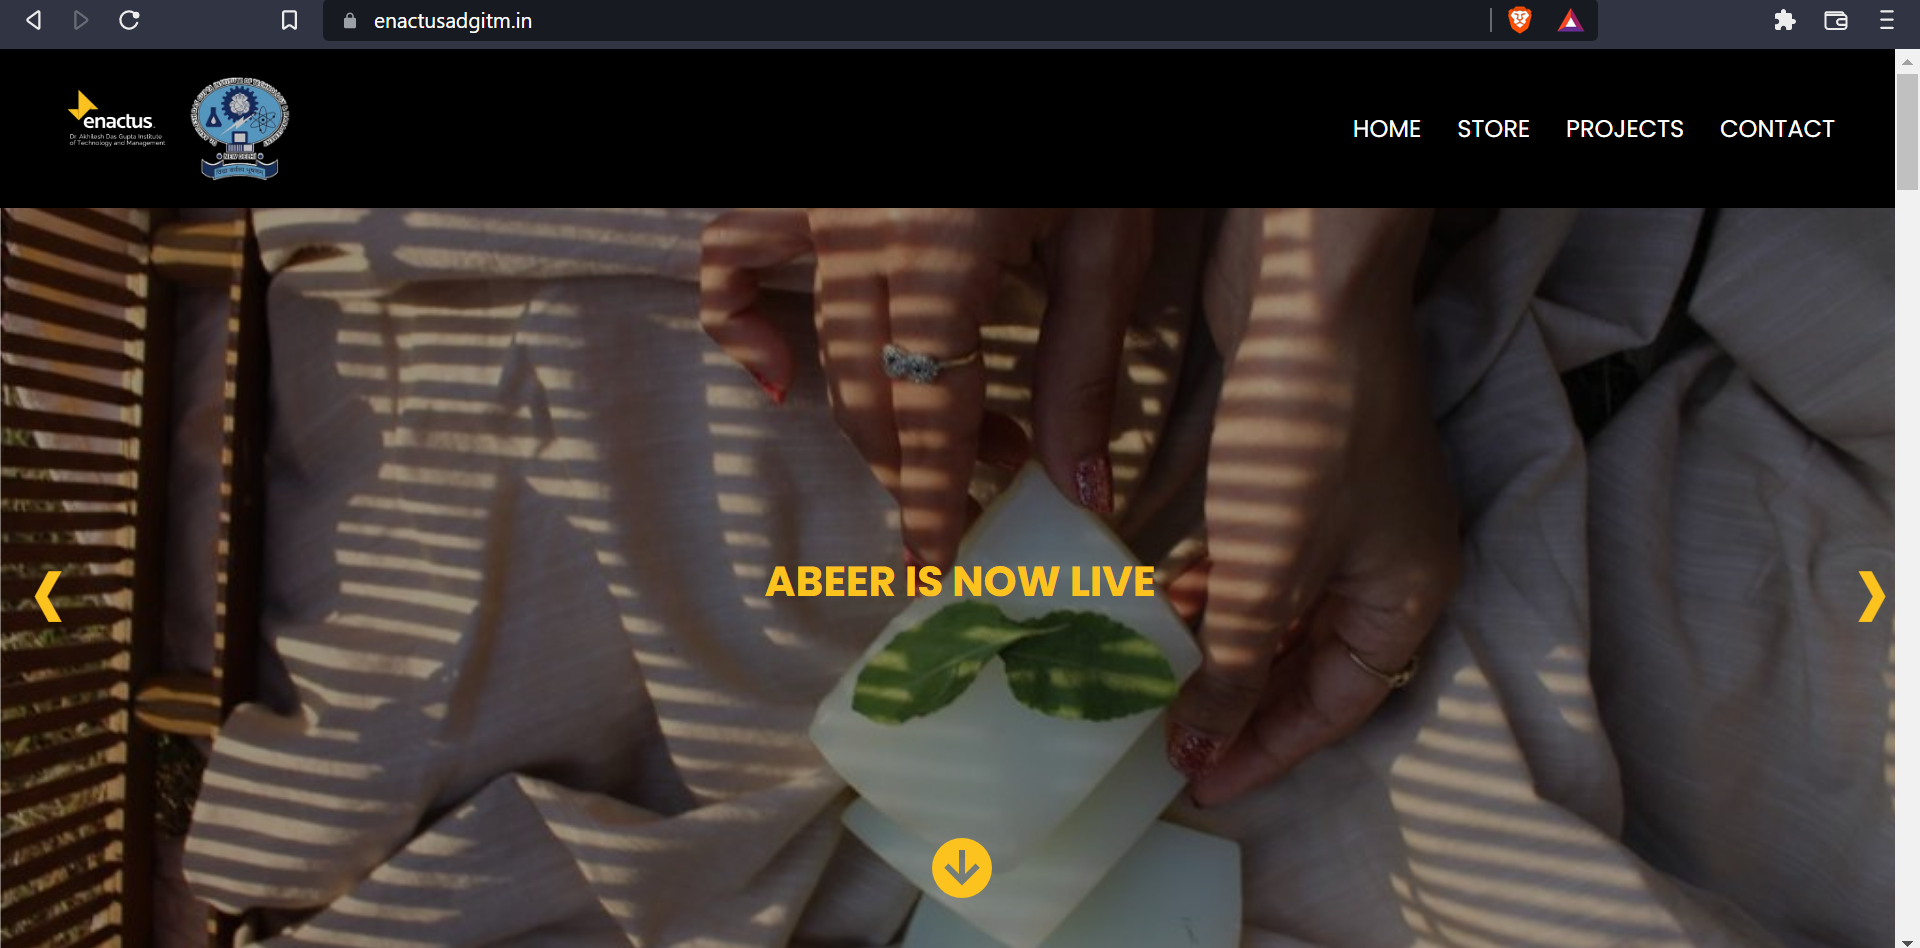 enactusadgitm.in
enactus
Dr. Akhilesh Das Gupta Institute
of Technology and Management
NEW DELHI
HOME
STORE
PROJECTS
CONTACT
ABEER IS NOW LIVE